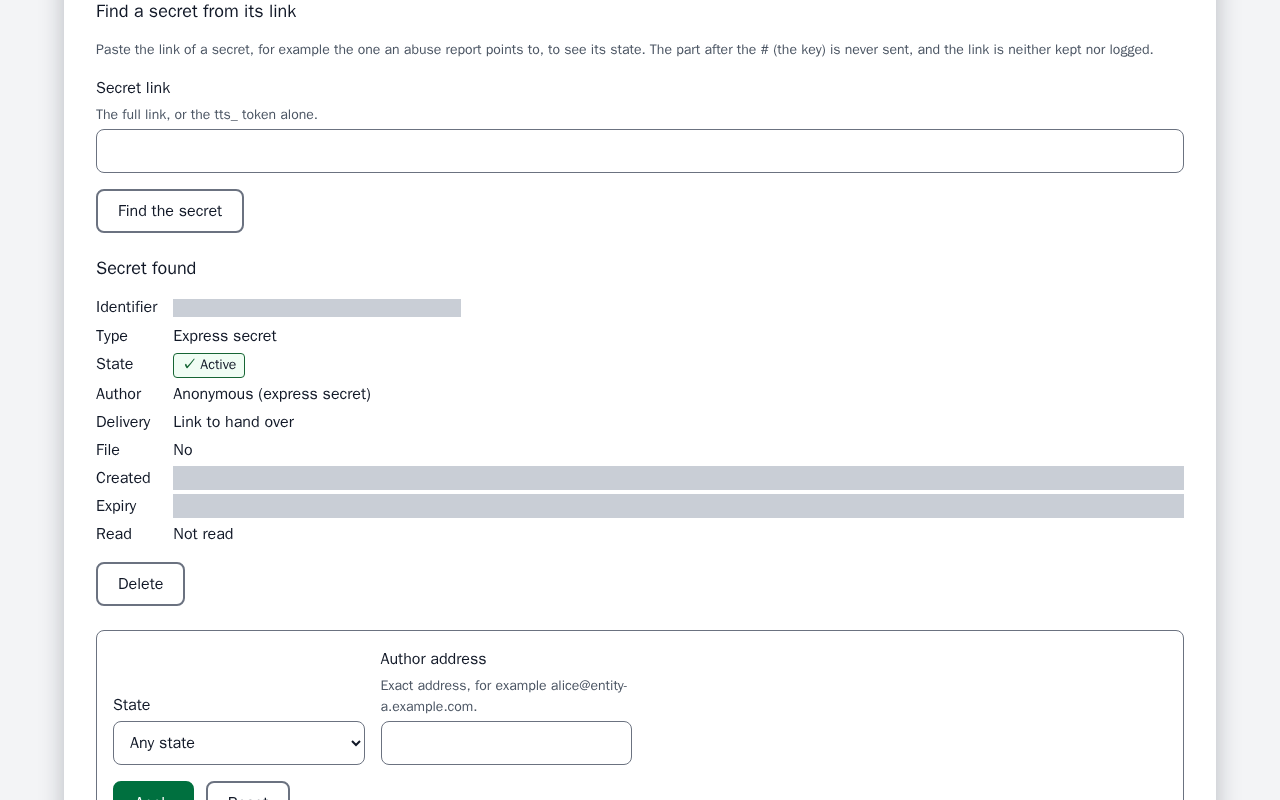 Find a secret from its link
Paste the link of a secret, for example the one an abuse report points to, to see its state. The part after the # (the key) is never sent, and the link is neither kept nor logged.
Secret link
The full link, or the tts_ token alone.
Find the secret
Secret found
Identifier
Type Express secret
State ✓ Active
Author Anonymous (express secret)
Delivery Link to hand over
File No
Created
Expiry
Read Not read
Delete
State
Any state
Author address
Exact address, for example alice@entity-
a.example.com.